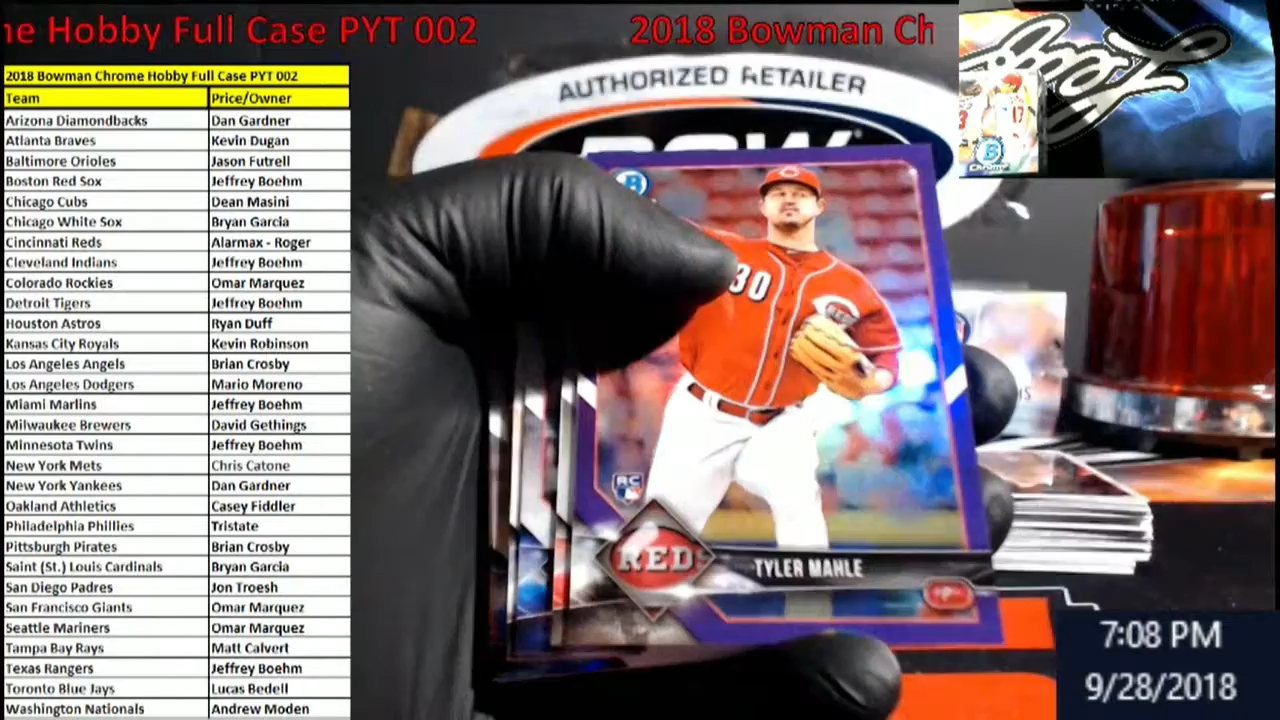 ne Hobby Full Case PYT 002 2018 Bowman Ch
2018 Bowman Chrome Hobby Full Case PYT 002
Team Price/Owner
Arizona Diamondbacks Dan Gardner
Atlanta Braves Kevin Dugan
Baltimore Orioles Jason Futrell
Boston Red Sox Jeffrey Boehm
Chicago Cubs Dean Masini
Chicago White Sox Bryan Garcia
Cincinnati Reds Alarmax - Roger
Cleveland Indians Jeffrey Boehm
Colorado Rockies Omar Marquez
Detroit Tigers Jeffrey Boehm
Houston Astros Ryan Duff
Kansas City Royals Kevin Robinson
Los Angeles Angels Brian Crosby
Los Angeles Dodgers Mario Moreno
Miami Marlins Jeffrey Boehm
Milwaukee Brewers David Gethings
Minnesota Twins Jeffrey Boehm
New York Mets Chris Catone
New York Yankees Dan Gardner
Oakland Athletics Casey Fiddler
Philadelphia Phillies Tristate
Pittsburgh Pirates Brian Crosby
Saint (St.) Louis Cardinals Bryan Garcia
San Diego Padres Jon Troesh
San Francisco Giants Omar Marquez
Seattle Mariners Omar Marquez
Tampa Bay Rays Matt Calvert
Texas Rangers Jeffrey Boehm
Toronto Blue Jays Lucas Bedell
Washington Nationals Andrew Moden
AUTHORIZED RETAILER
B
30
REDS
RC
REDS
TYLER MAHLE
17
B
CHROME
7:08 PM
9/28/2018